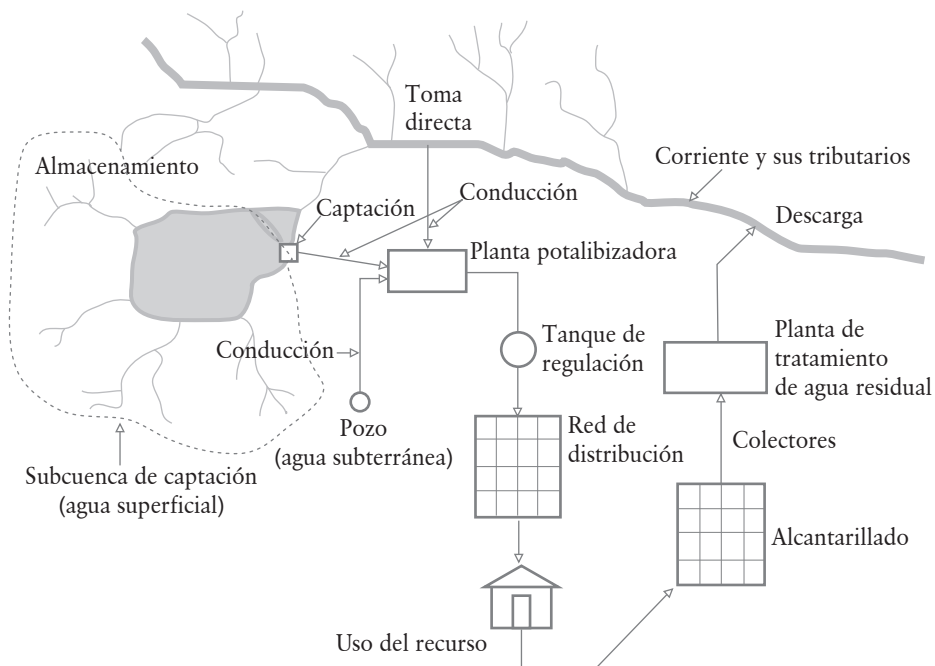 Toma
directa
Almacenamiento
Corriente y sus tributarios
Captación
Conducción
Descarga
Planta potalibizadora
Conducción
Tanque de
regulación
Planta de
tratamiento
de agua residual
Pozo
(agua subterránea)
Red de
distribución
Colectores
Subcuenca de captación
(agua superficial)
Alcantarillado
Uso del recurso